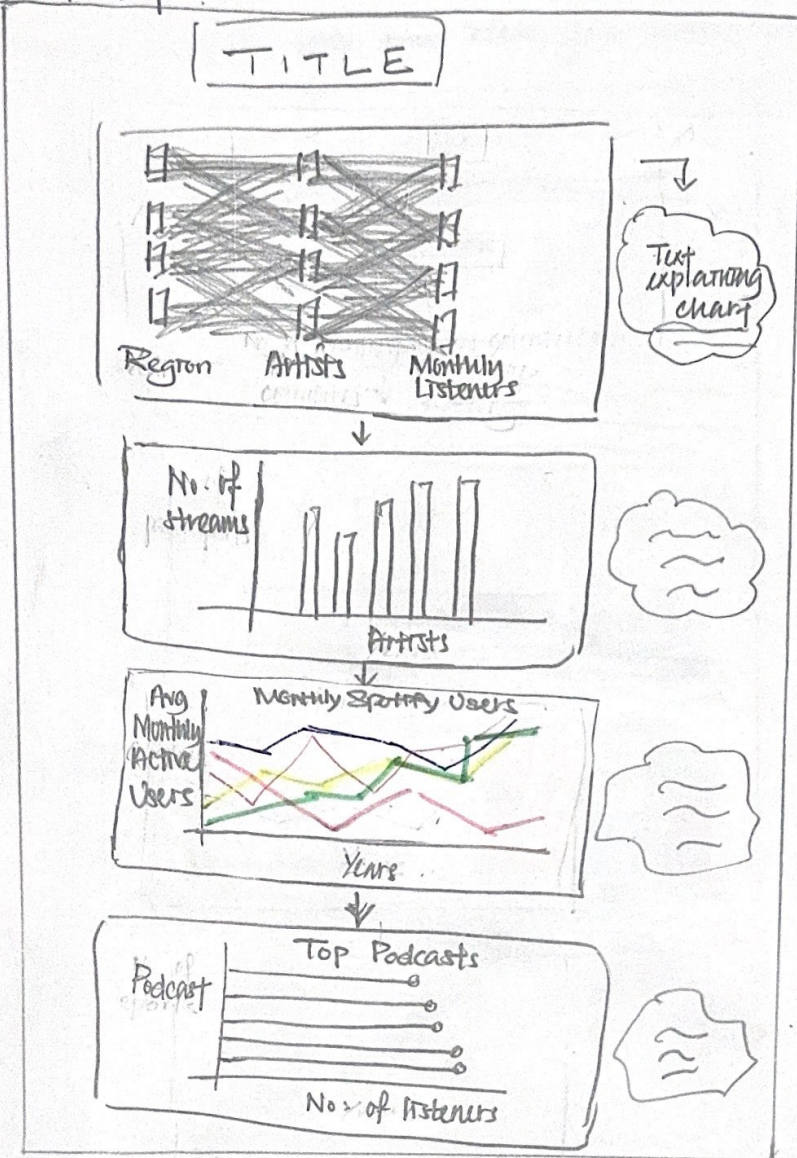 TITLE
Region
Artists
Monthly
Listeners
Text
explaining
chart
No. of
streams
Artists
Monthly Spotify Users
Avg
Monthly
Active
Users
Years
Top Podcasts
Podcast
No. of listeners